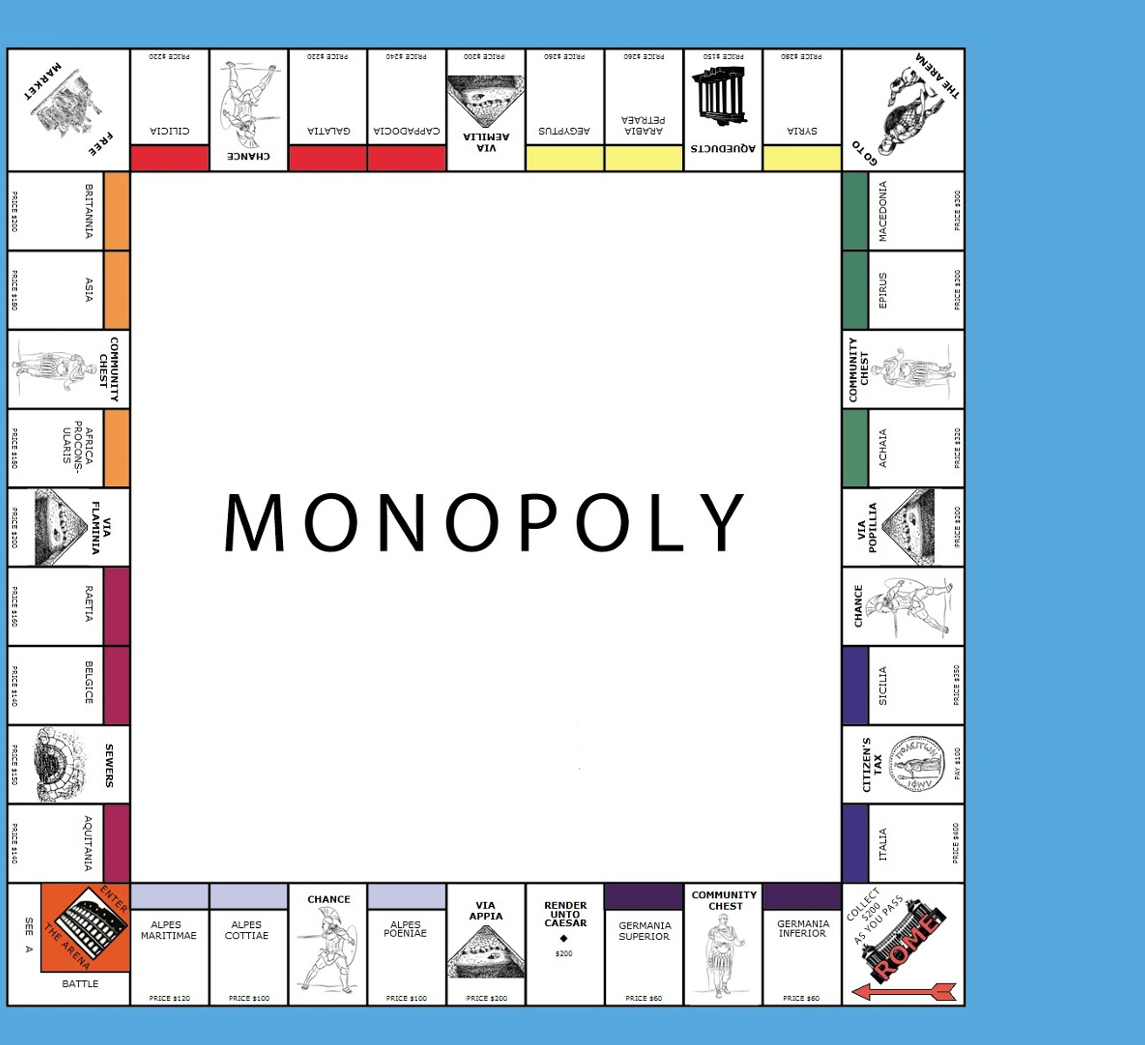 FREE
MARKET
CILICIA
PRICE $220
CHANCE
GALATIA
PRICE $220
CAPPADOCIA
PRICE $240
VIA
AEMILIA
PRICE $200
AEGYPTUS
PRICE $260
ARABIA
PETRAEA
PRICE $260
AQUEDUCTS
PRICE $150
SYRIA
PRICE $280
GO TO
THE ARENA
BRITANNIA
PRICE $200
MACEDONIA
PRICE $300
ASIA
PRICE $180
EPIRUS
PRICE $300
COMMUNITY
CHEST
COMMUNITY
CHEST
AFRICA
PROCONS-
ULARIS
PRICE $180
ACHAIA
PRICE $320
VIA
FLAMINIA
PRICE $200
MONOPOLY
VIA
POPILLIA
PRICE $200
RAETIA
PRICE $160
CHANCE
BELGICE
PRICE $140
SICILIA
PRICE $350
SEWERS
PRICE $150
CITIZEN'S
TAX
PAY $100
AQUITANIA
PRICE $140
ITALIA
PRICE $400
ENTER
THE ARENA
SEE A
BATTLE
ALPES
MARITIMAE
PRICE $120
ALPES
COTTIAE
PRICE $100
CHANCE
ALPES
POENIAE
PRICE $100
VIA
APPIA
PRICE $200
RENDER
UNTO
CAESAR
$200
GERMANIA
SUPERIOR
PRICE $60
COMMUNITY
CHEST
GERMANIA
INFERIOR
PRICE $60
COLLECT
$200
AS YOU PASS
ROME